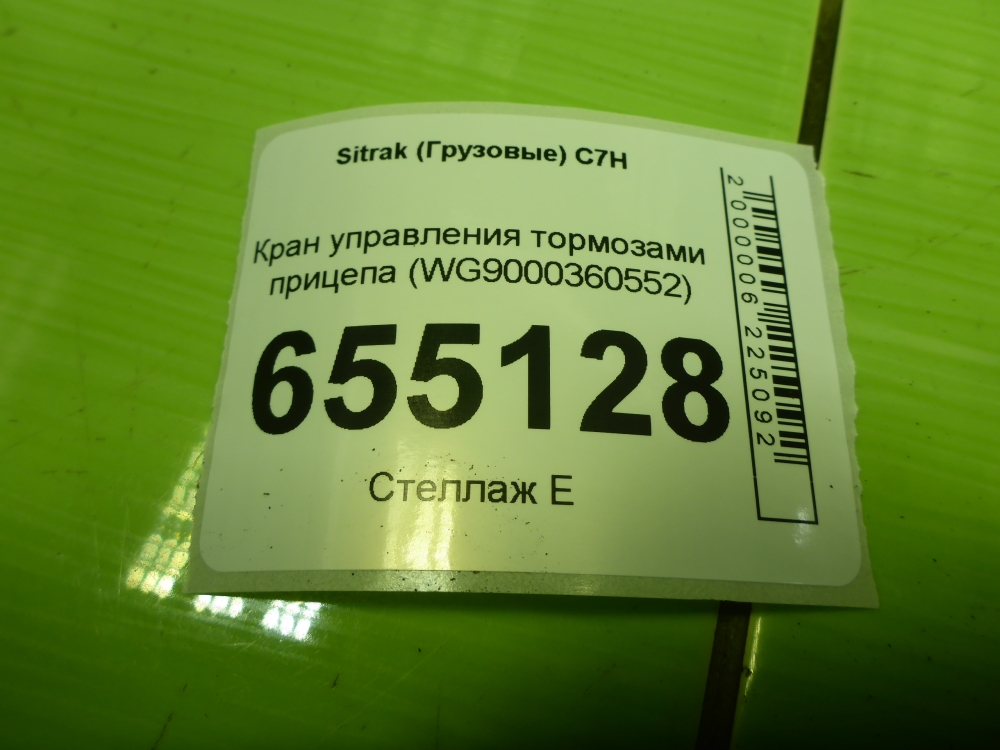 Sitrak (Грузовые) C7H
Кран управления тормозами
прицепа (WG9000360552)
655128
Стеллаж Е
2000006225092